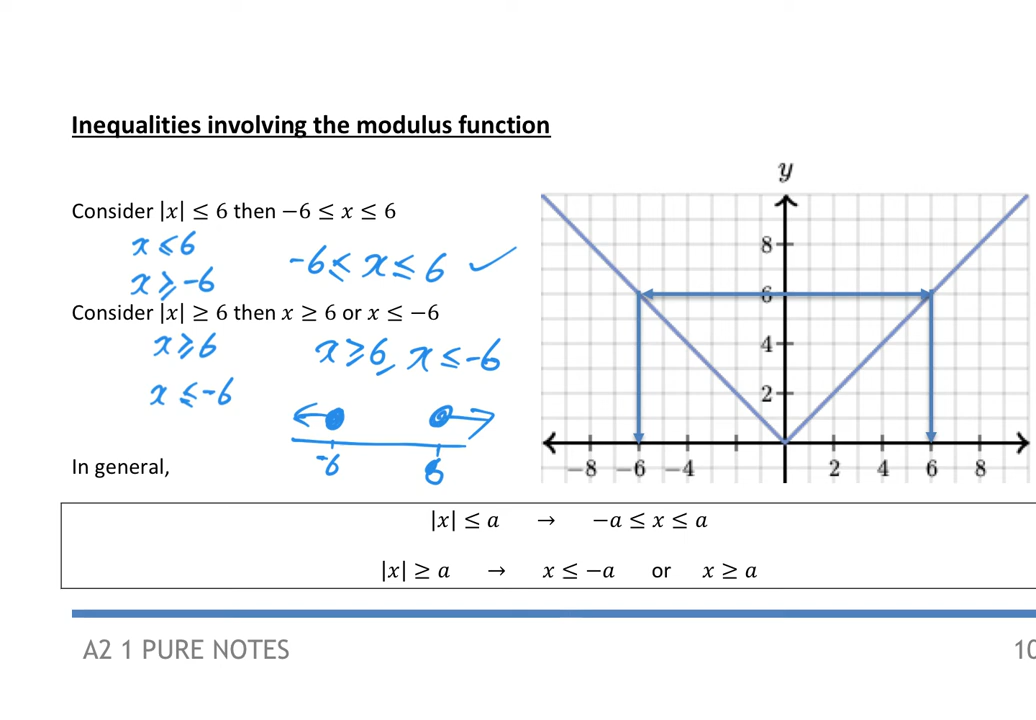 Inequalities involving the modulus function
Consider |x| ≤ 6 then −6 ≤ x ≤ 6
x ≤ 6
-6 ≤ x ≤ 6 ✓
x ≥ -6
Consider |x| ≥ 6 then x ≥ 6 or x ≤ −6
x ≥ 6
x ≥ 6, x ≤ -6
x ≤ -6
-6 6
In general,
y
8
6
4
2
−8 −6 −4 2 4 6 8
|x| ≤ a → −a ≤ x ≤ a
|x| ≥ a → x ≤ −a or x ≥ a
A2 1 PURE NOTES
10